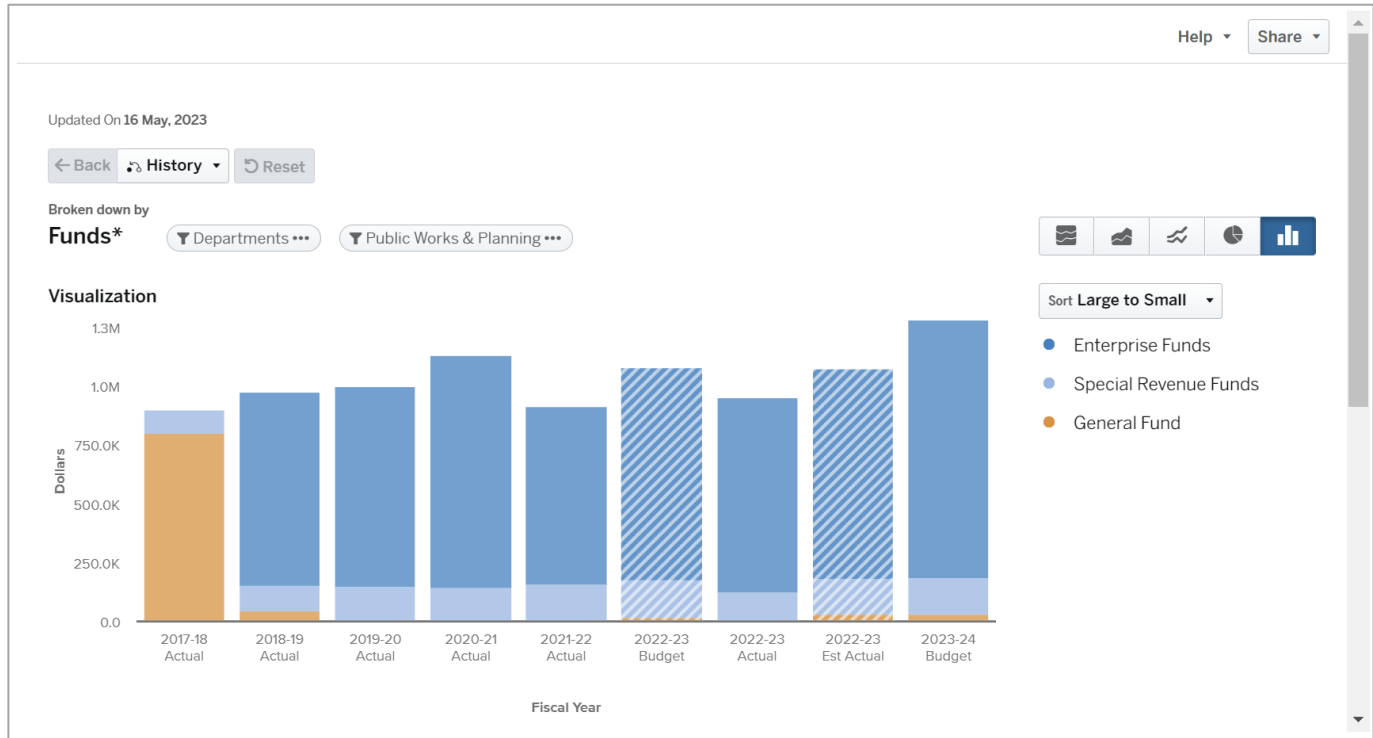 Help Share
Updated On 16 May, 2023
Back History Reset
Broken down by
Funds* Departments ••• Public Works & Planning •••
Visualization
Sort Large to Small
Enterprise Funds
Special Revenue Funds
General Fund
1.3M
1.0M
750.0K
500.0K
250.0K
0.0
Dollars
2017-18 2018-19 2019-20 2020-21 2021-22 2022-23 2022-23 2022-23 2023-24
Actual Actual Actual Actual Actual Budget Actual Est Actual Budget
Fiscal Year